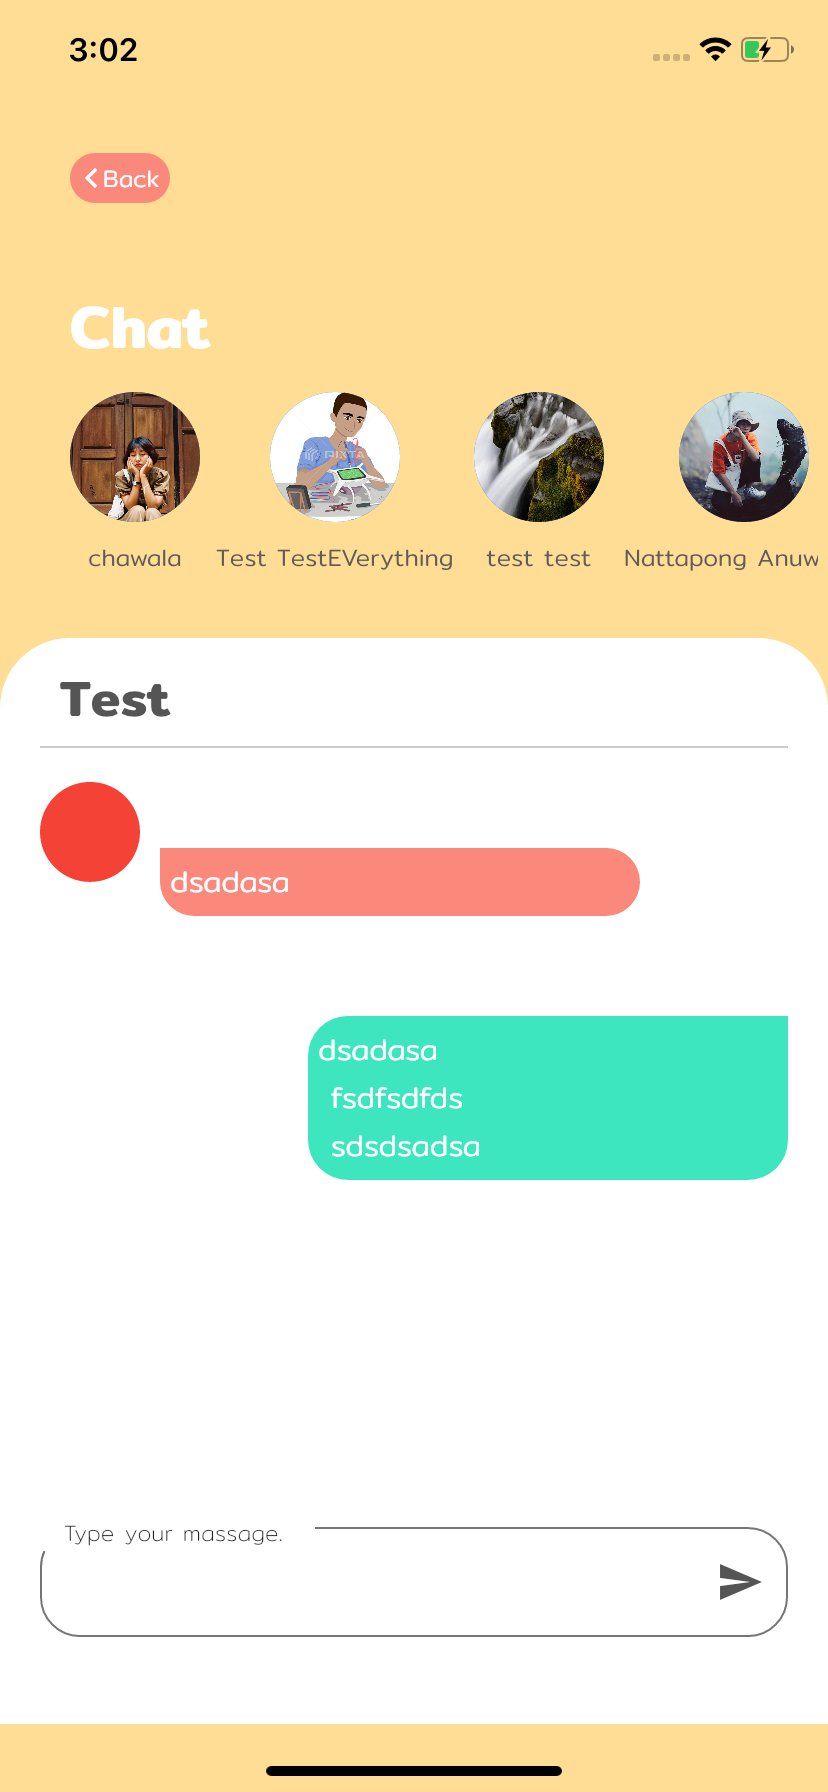 3:02
Back
Chat
chawala
Test TestEVerything
test test
Nattapong Anuw
Test
dsadasa
dsadasa
fsdfsdfds
sdsdsadsa
Type your massage.